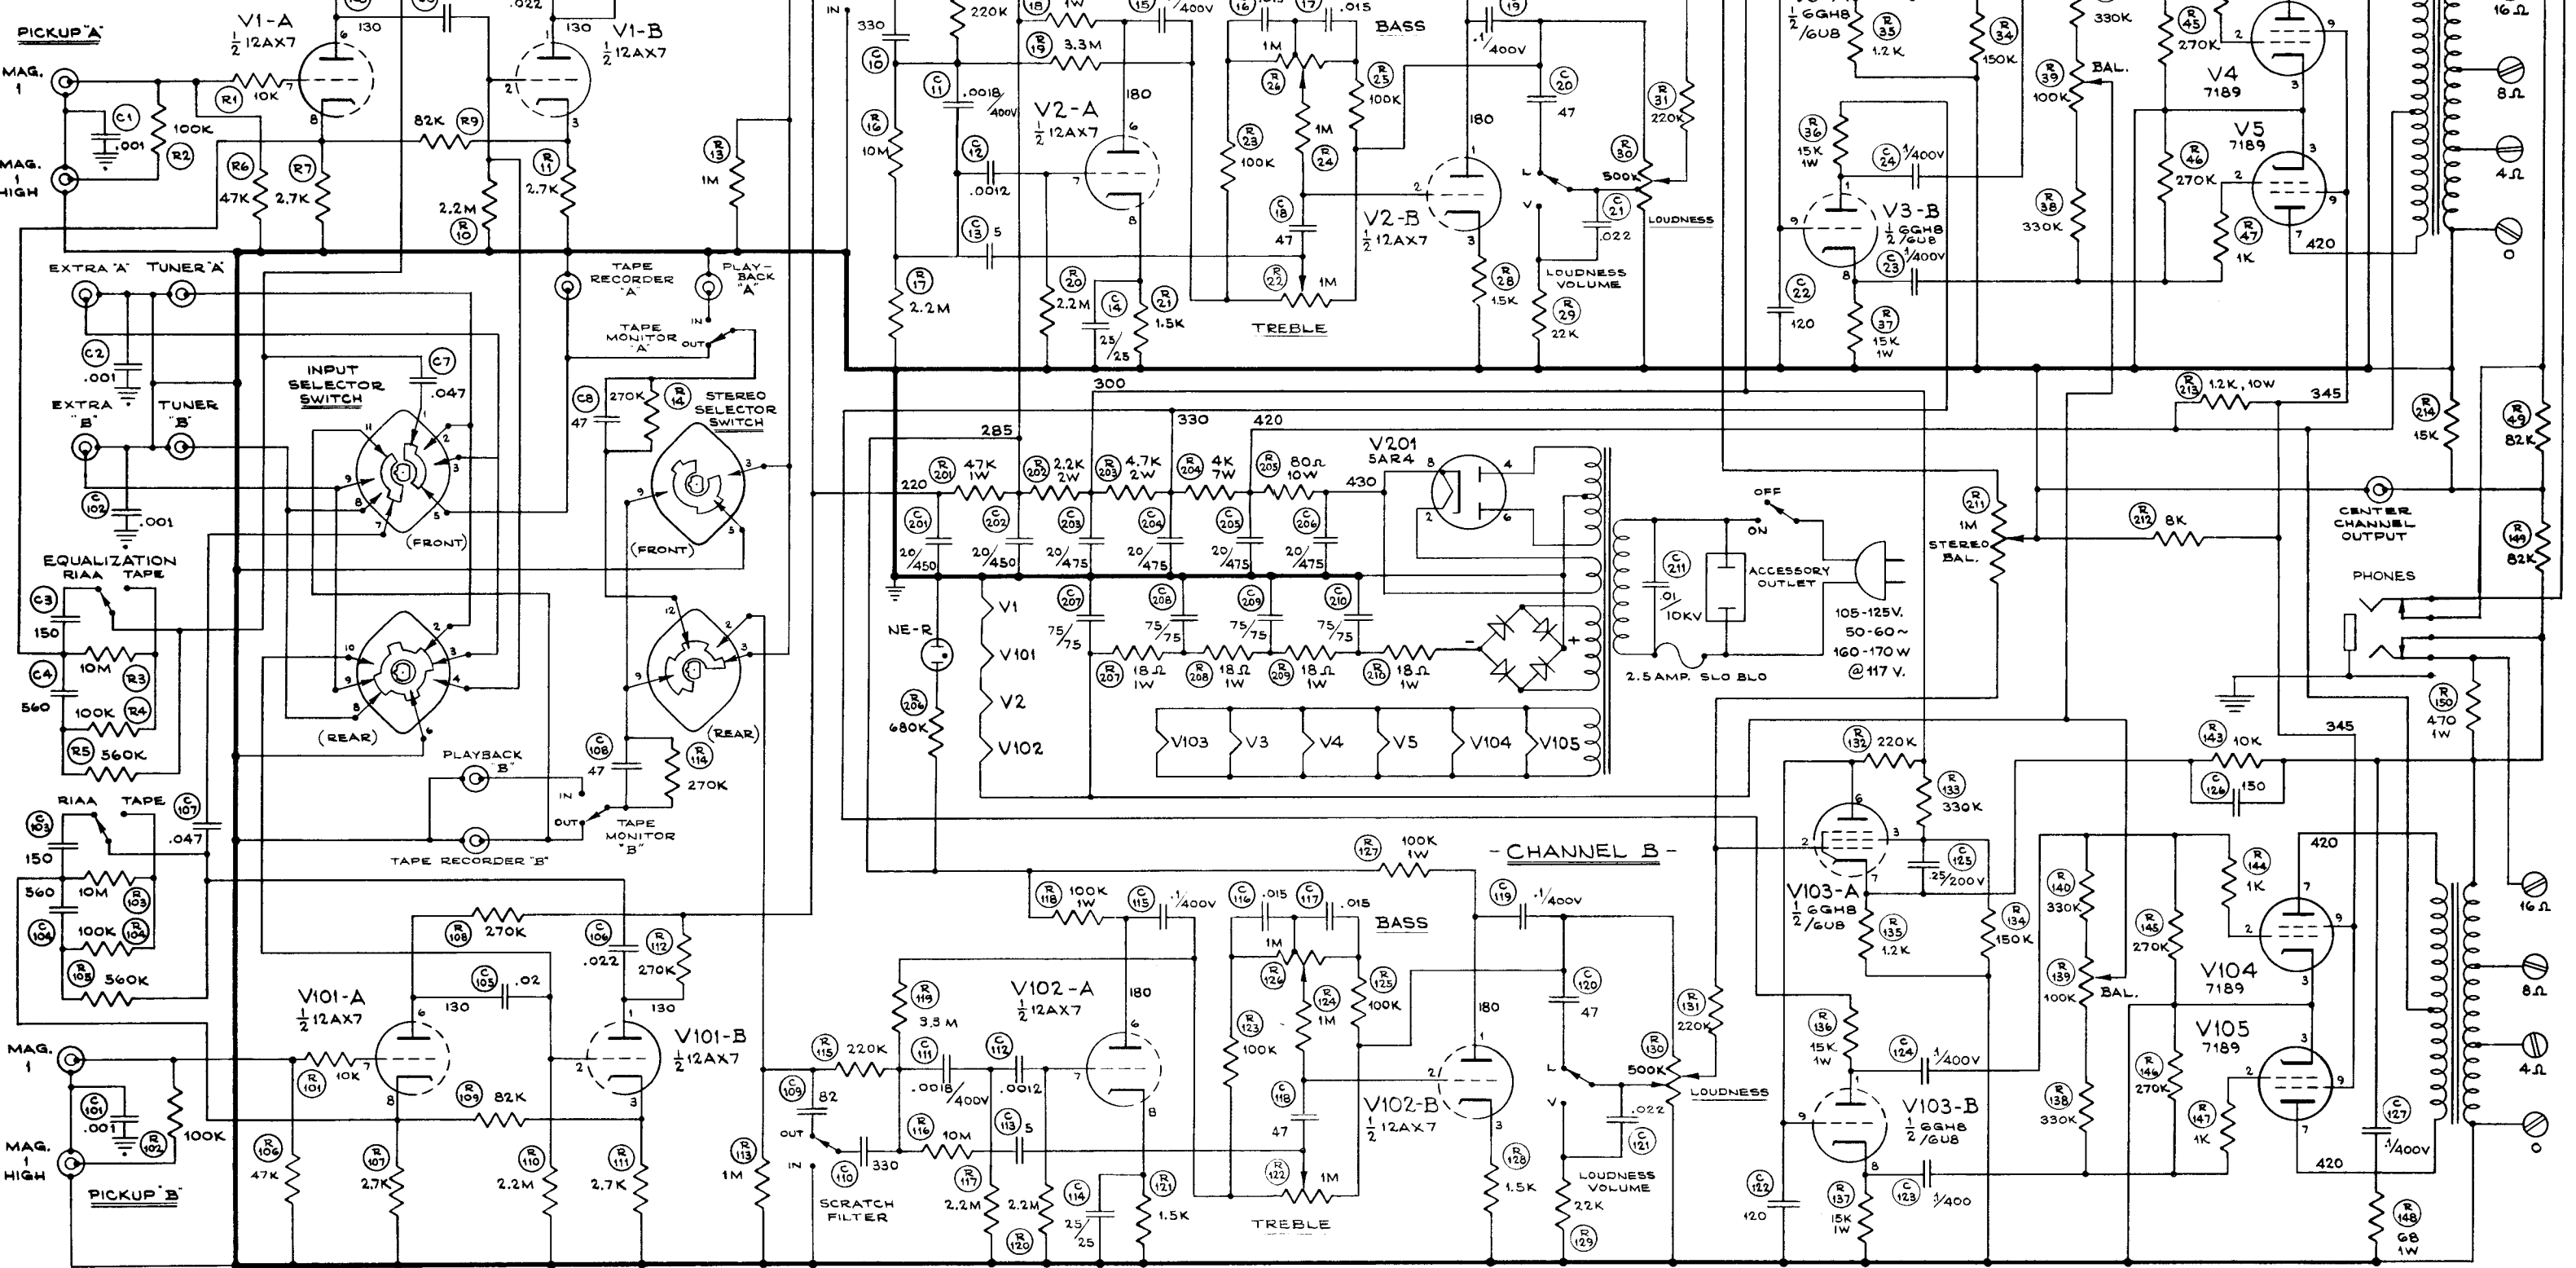 PICKUP "A"
MAG.
1
C1
.001
MAG.
1
HIGH
R1
10K
R2
100K
R6
47K
R7
2.7K
V1-A
1/2 12AX7
130
.022
130
V1-B
1/2 12AX7
82K
R9
2.2M
R10
R11
2.7K
R13
1M
IN
330
C10
220K
C11
.0018/400V
R16
10M
C12
.0012
C13
5
R17
2.2M
R18
1W
R19
3.3M
C15
.1/400V
V2-A
1/2 12AX7
180
R20
2.2M
C14
25/25
R21
1.5K
C16
.015
C17
.015
BASS
1M
R26
R25
100K
R23
100K
1M
R24
C18
47
R22
1M
TREBLE
C19
.1/400V
180
V2-B
1/2 12AX7
R28
1.5K
C20
47
L
V
LOUDNESS
VOLUME
R29
22K
C21
.022
R30
500K
LOUDNESS
R31
220K
1/2 6GH8/6U8
R33
1.2K
R34
150K
R36
15K
1W
C24
.1/400V
V3-B
1/2 6GH8/6U8
C23
.1/400V
C22
120
R37
15K
1W
330K
R39
100K
BAL.
R38
330K
R45
270K
V4
7189
V5
7189
R46
270K
R47
1K
420
16Ω
8Ω
4Ω
0
EXTRA "A"
TUNER "A"
C2
.001
EXTRA "B"
TUNER "B"
C102
.001
TAPE
RECORDER
"A"
PLAY-
BACK
"A"
IN
TAPE
MONITOR
"A"
OUT
INPUT
SELECTOR
SWITCH
C7
.047
(FRONT)
C8
47
270K
R14
STEREO
SELECTOR
SWITCH
(FRONT)
EQUALIZATION
RIAA TAPE
C3
150
10M
R3
C4
560
100K
R4
R5
560K
(REAR)
(REAR)
PLAYBACK
"B"
IN
OUT
TAPE
MONITOR
"B"
TAPE RECORDER "B"
C108
47
R114
270K
300
330
285
420
220
430
R201
47K
1W
R202
2.2K
2W
R203
4.7K
2W
R204
4K
7W
R205
80Ω
10W
C201
20/450
C202
20/450
C203
20/475
C204
20/475
C205
20/475
C206
20/475
V201
5AR4
NE-R
R206
680K
V1
V101
V2
V102
C207
75/75
C208
75/75
C209
75/75
C210
75/75
R207
18Ω
1W
R208
18Ω
1W
R209
18Ω
1W
R210
18Ω
1W
V103
V3
V4
V5
V104
V105
C211
.01/10KV
OFF
ON
ACCESSORY
OUTLET
2.5 AMP. SLO BLO
105-125V.
50-60~
160-170 W
@ 117 V.
R211
1M
STEREO
BAL.
R212
8K
R213
1.2K, 10W
345
R214
15K
R49
82K
CENTER
CHANNEL
OUTPUT
R149
82K
PHONES
R150
470
1W
345
RIAA TAPE
C103
150
C107
.047
560
10M
R103
C104
100K
R104
R105
560K
MAG.
1
C101
.001
MAG.
1
HIGH
R102
100K
PICKUP "B"
R101
10K
R106
47K
V101-A
1/2 12AX7
R108
270K
130
C105
.02
R109
82K
R107
2.7K
R110
2.2M
R111
2.7K
C106
.022
R112
270K
130
V101-B
1/2 12AX7
R113
1M
C109
82
OUT
IN
C110
330
SCRATCH
FILTER
R115
220K
R119
3.3M
C111
.0018/400V
C112
.0012
R116
10M
C113
5
R117
2.2M
2.2M
R120
C114
25/25
R121
1.5K
R118
100K
1W
C115
.1/400V
V102-A
1/2 12AX7
180
C116
.015
C117
.015
BASS
1M
R126
R125
100K
R124
1M
R123
100K
C118
47
R122
1M
TREBLE
- CHANNEL B -
R127
100K
1W
C119
.1/400V
180
V102-B
1/2 12AX7
R128
1.5K
C120
47
L
V
C121
.022
LOUDNESS
VOLUME
22K
R129
R130
500K
LOUDNESS
R131
220K
R132
220K
R133
330K
V103-A
1/2 6GH8/6U8
C125
.25/200V
R135
1.2K
R134
150K
R136
15K
1W
C124
.1/400V
V103-B
1/2 6GH8/6U8
C123
.1/400
C122
120
R137
15K
1W
R140
330K
R139
100K
BAL.
R138
330K
R143
10K
C126
150
R144
1K
R145
270K
R146
270K
R147
1K
V104
7189
V105
7189
420
420
C127
.1/400V
R148
68
1W
16Ω
8Ω
4Ω
0